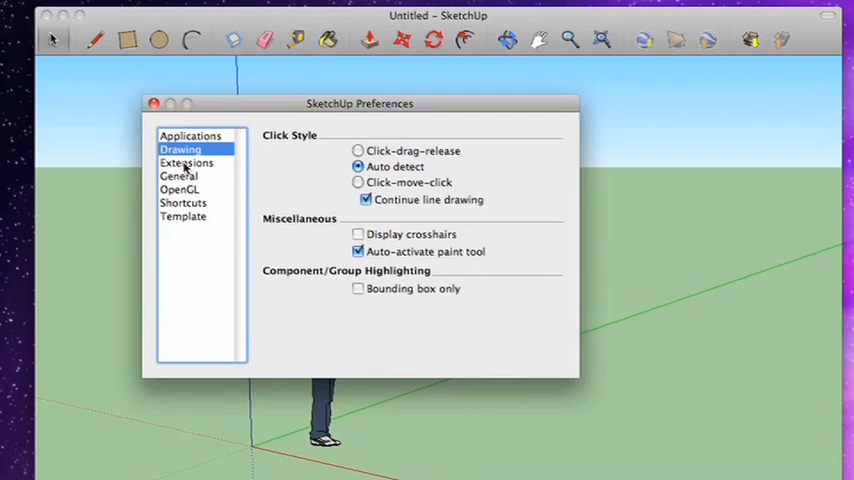 Untitled - SketchUp
SketchUp Preferences
Applications
Drawing
Extensions
General
OpenGL
Shortcuts
Template
Click Style
Click-drag-release
Auto detect
Click-move-click
Continue line drawing
Miscellaneous
Display crosshairs
Auto-activate paint tool
Component/Group Highlighting
Bounding box only